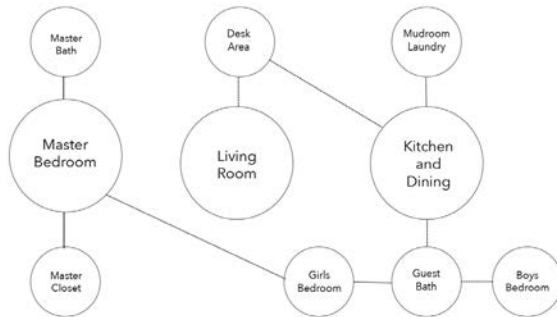 Master
Bath
Desk
Area
Mudroom
Laundry
Master
Bedroom
Living
Room
Kitchen
and
Dining
Master
Closet
Girls
Bedroom
Guest
Bath
Boys
Bedroom